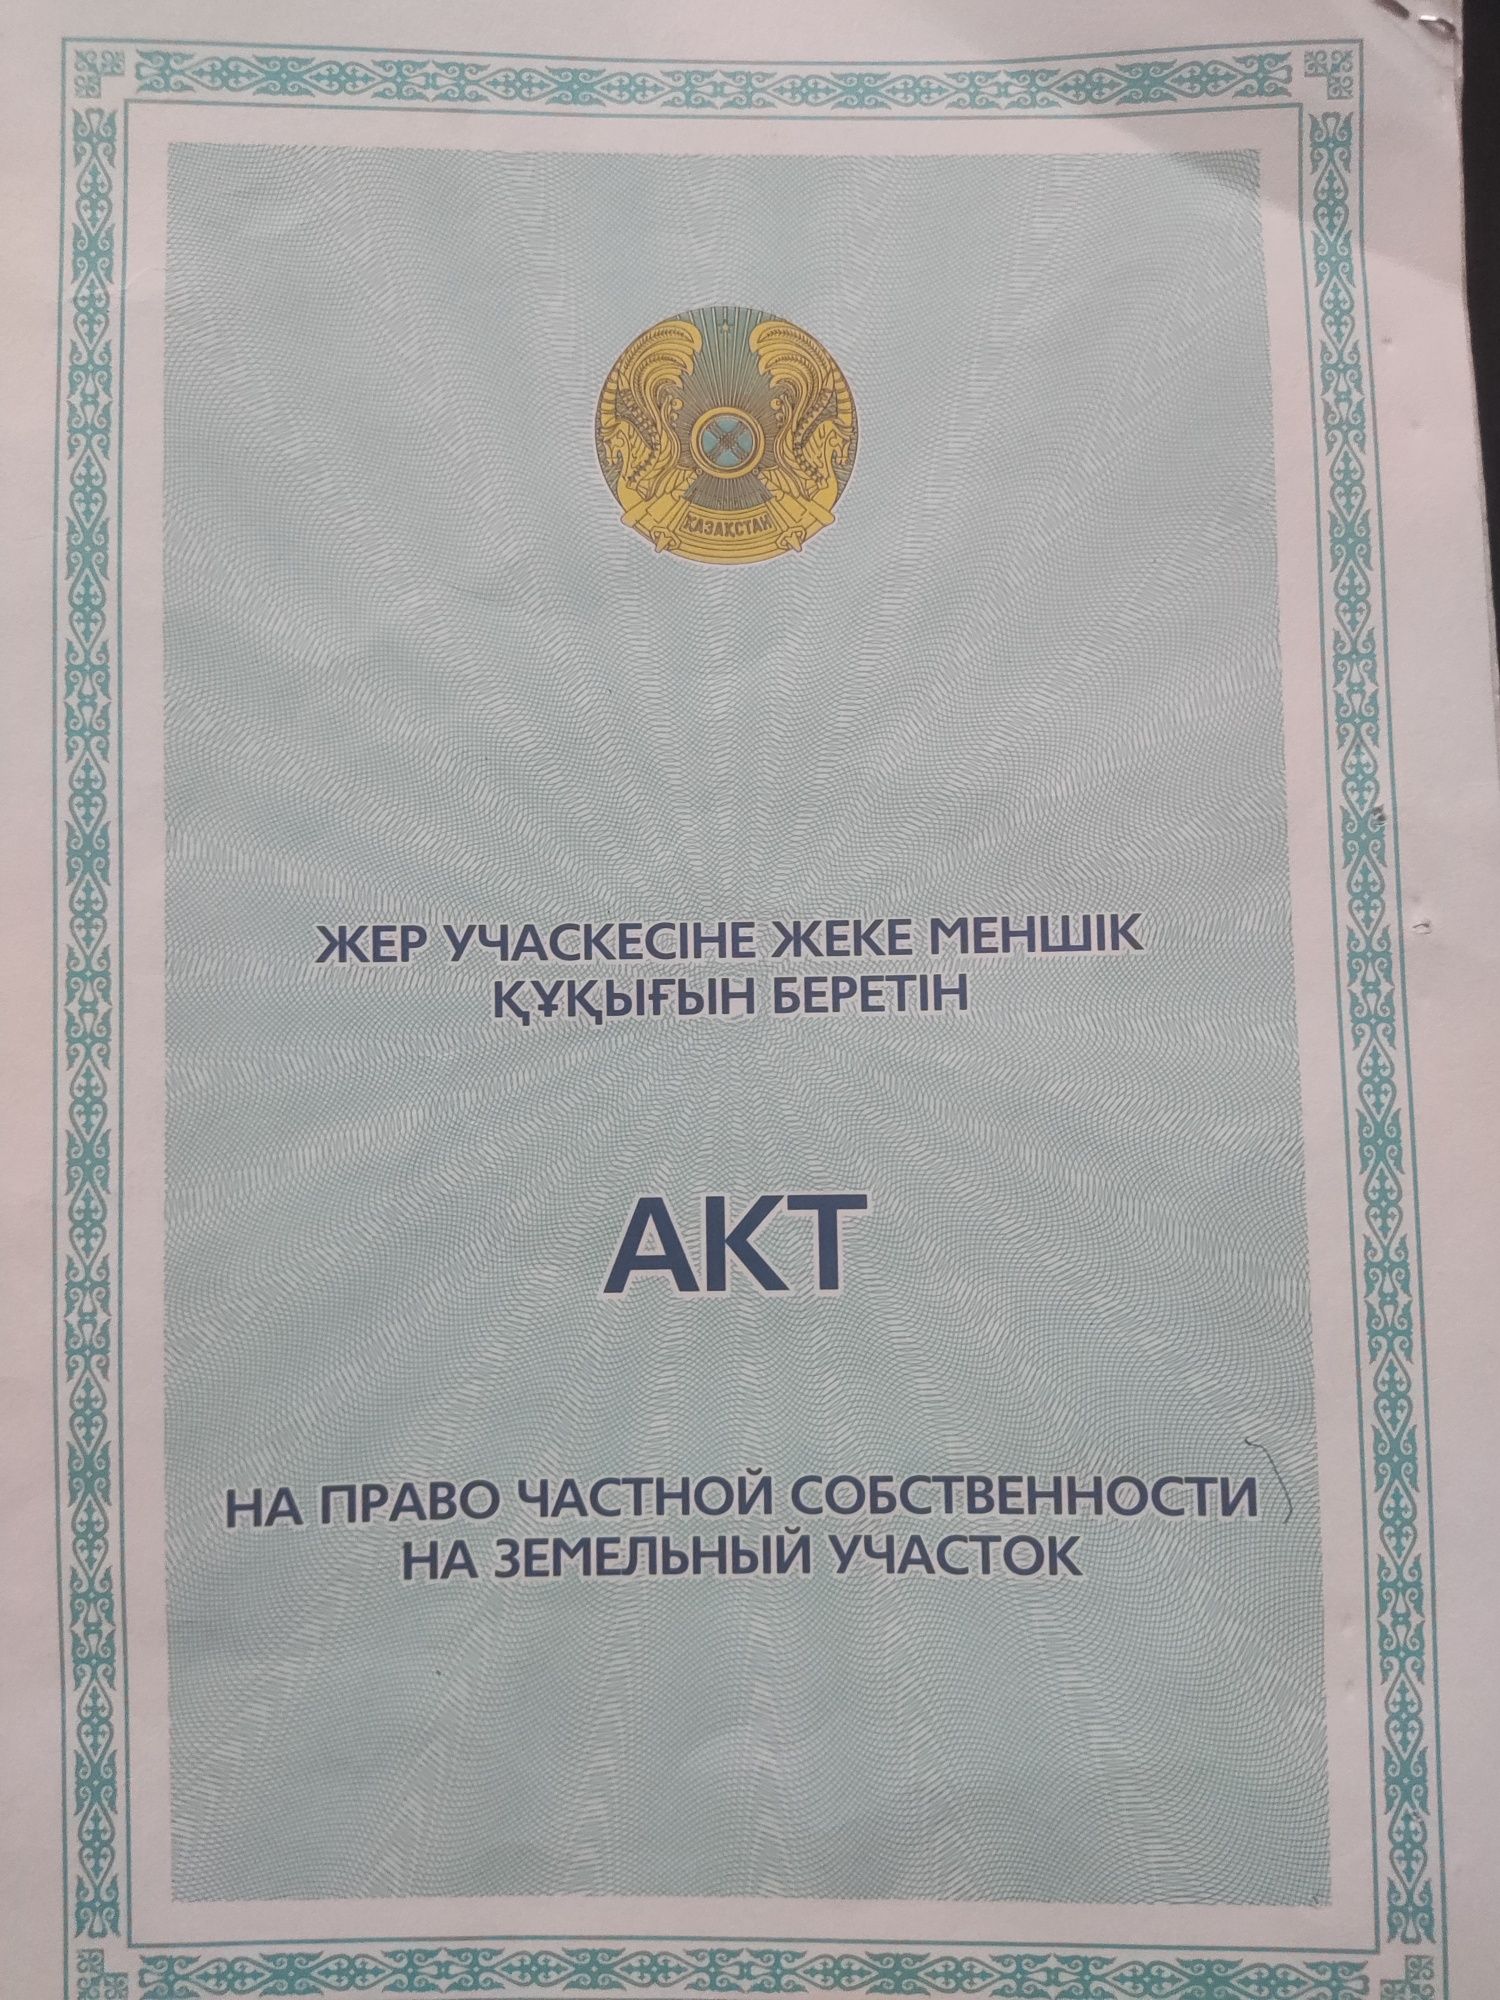 ҚАЗАҚСТАН
ЖЕР УЧАСКЕСІНЕ ЖЕКЕ МЕНШІК
ҚҰҚЫҒЫН БЕРЕТІН
АКТ
НА ПРАВО ЧАСТНОЙ СОБСТВЕННОСТИ
НА ЗЕМЕЛЬНЫЙ УЧАСТОК